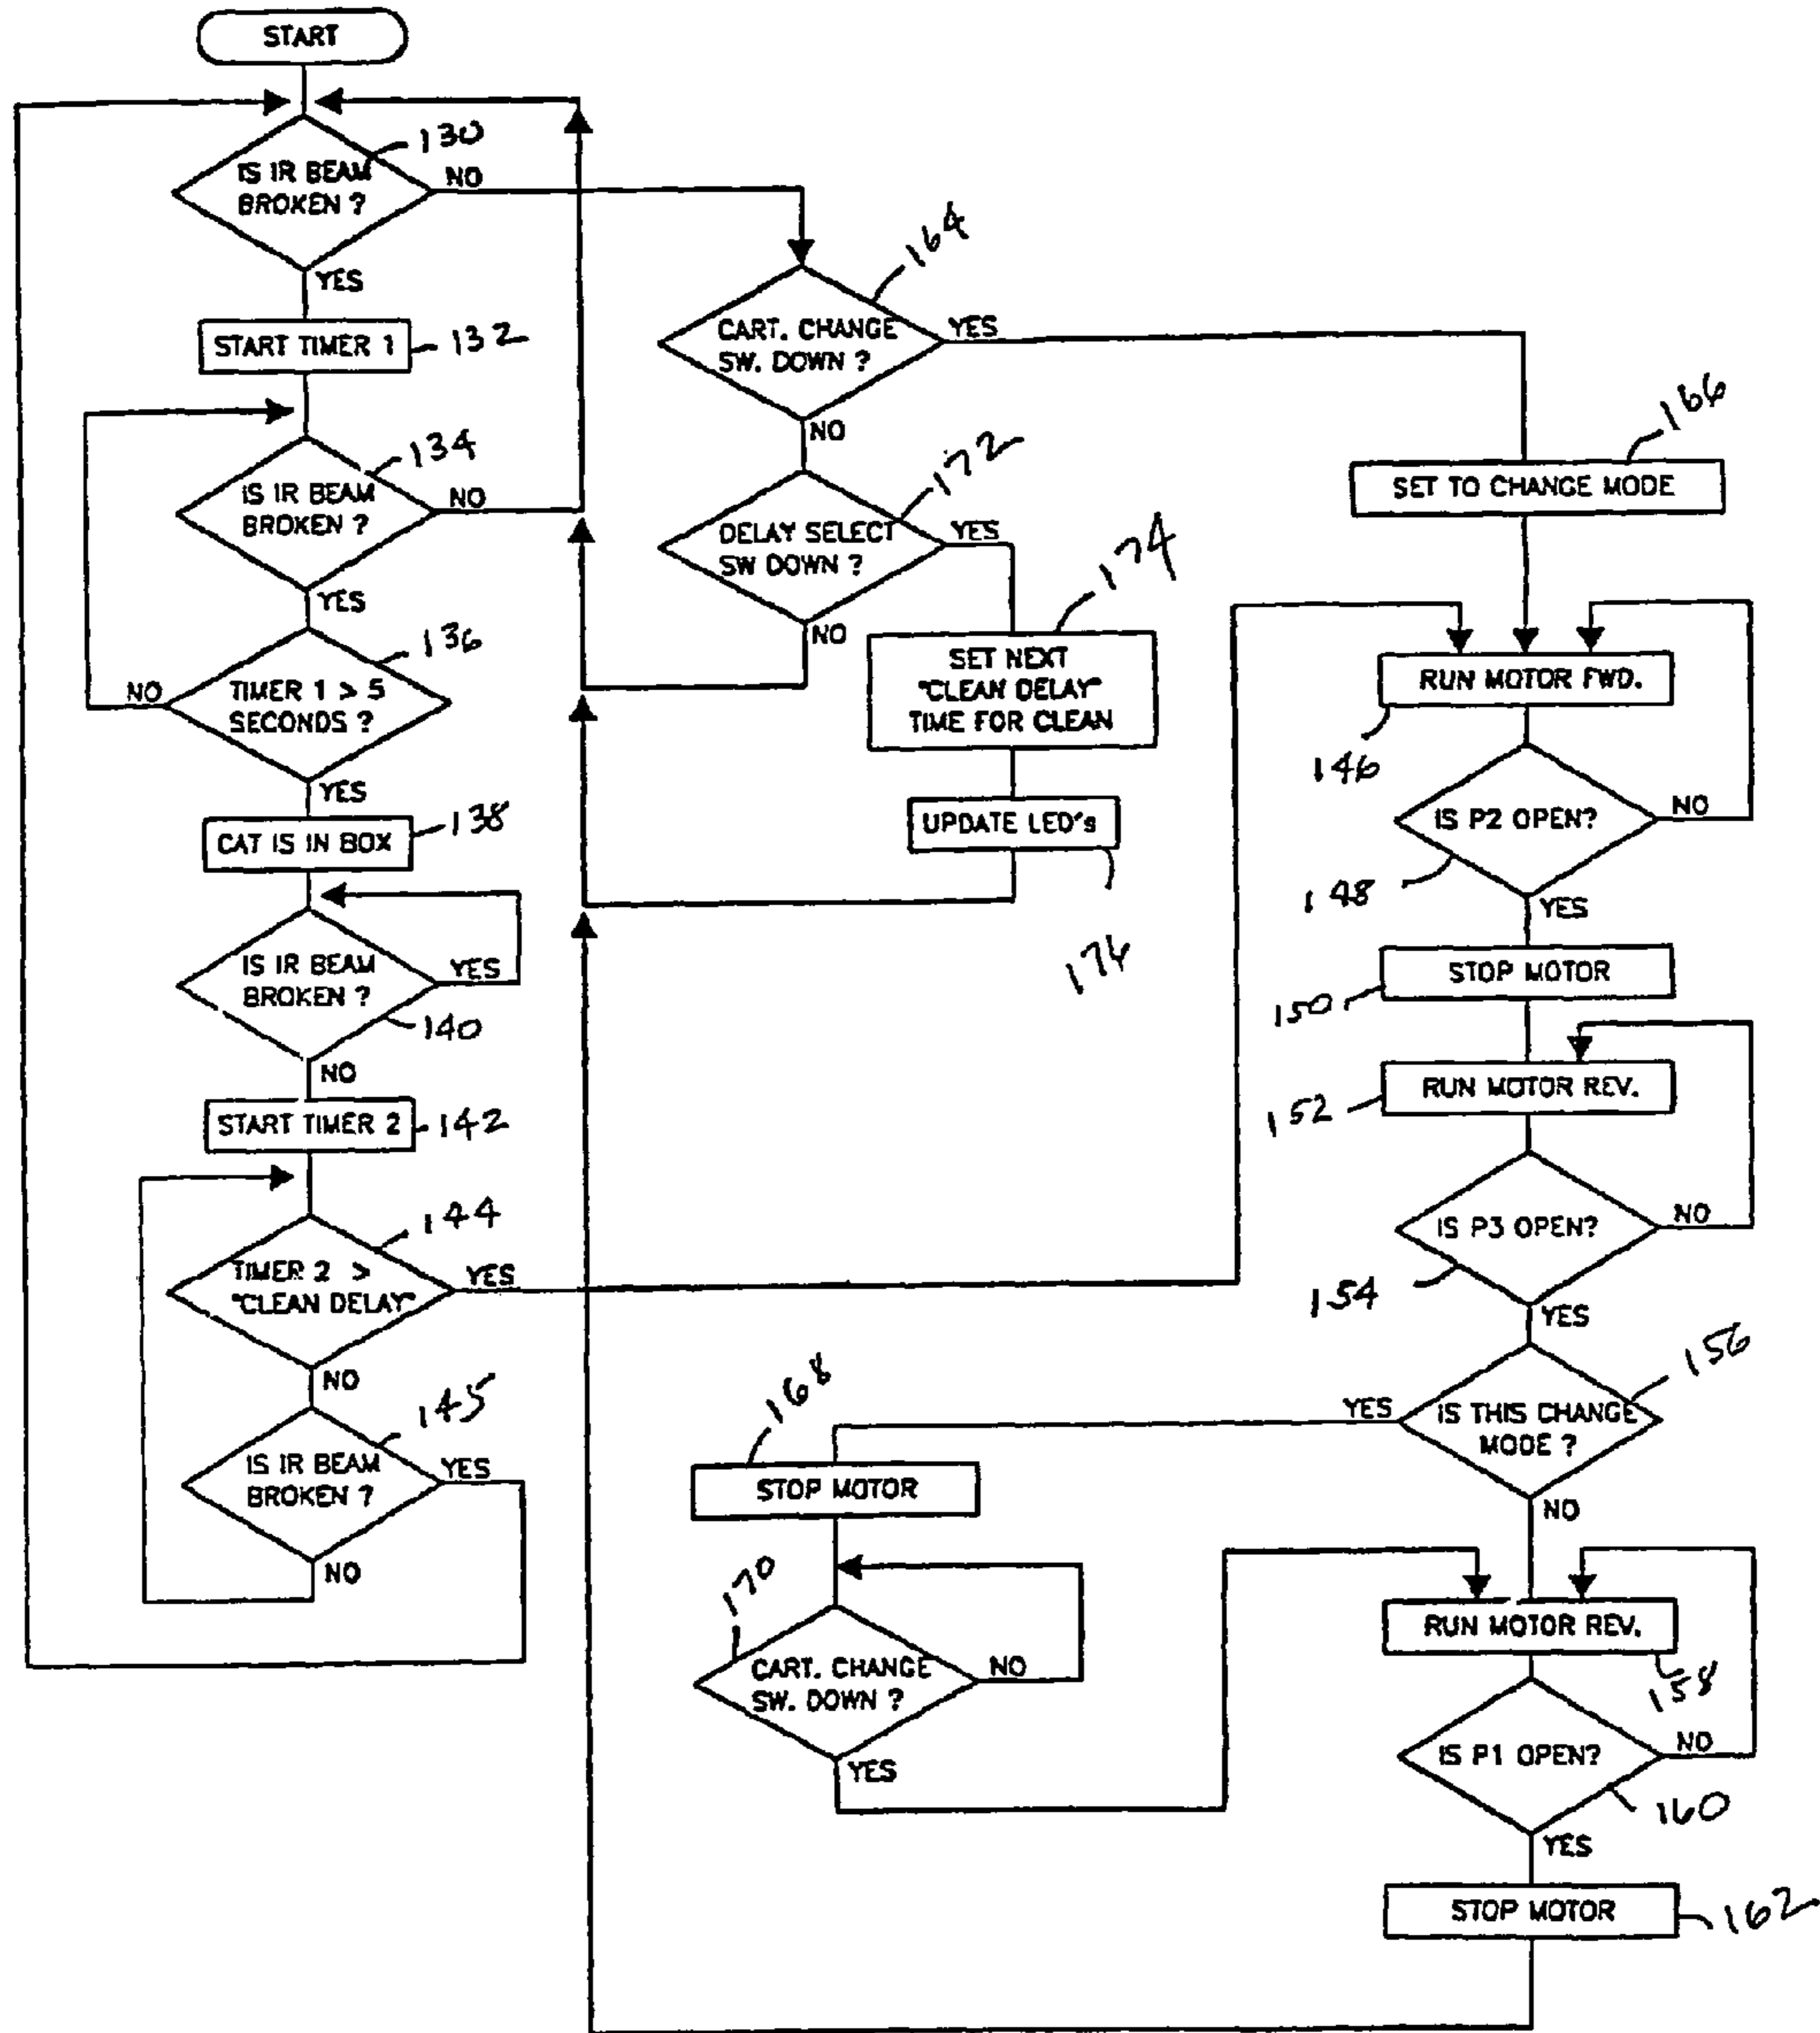 START
IS IR BEAM
BROKEN ?
130
NO
YES
START TIMER 1
132
IS IR BEAM
BROKEN ?
134
NO
YES
TIMER 1 > 5
SECONDS ?
136
NO
YES
CAT IS IN BOX
138
IS IR BEAM
BROKEN ?
YES
140
NO
START TIMER 2
142
TIMER 2 >
"CLEAN DELAY"
144
YES
NO
IS IR BEAM
BROKEN ?
145
YES
NO
CART. CHANGE
SW. DOWN ?
164
YES
NO
DELAY SELECT
SW DOWN ?
172
YES
NO
SET NEXT
"CLEAN DELAY"
TIME FOR CLEAN
174
UPDATE LED's
176
SET TO CHANGE MODE
166
RUN MOTOR FWD.
146
IS P2 OPEN?
NO
148
YES
STOP MOTOR
150
RUN MOTOR REV.
152
IS P3 OPEN?
NO
154
YES
IS THIS CHANGE
MODE ?
156
YES
NO
STOP MOTOR
168
CART. CHANGE
SW. DOWN ?
170
NO
YES
RUN MOTOR REV.
158
IS P1 OPEN?
NO
160
YES
STOP MOTOR
162